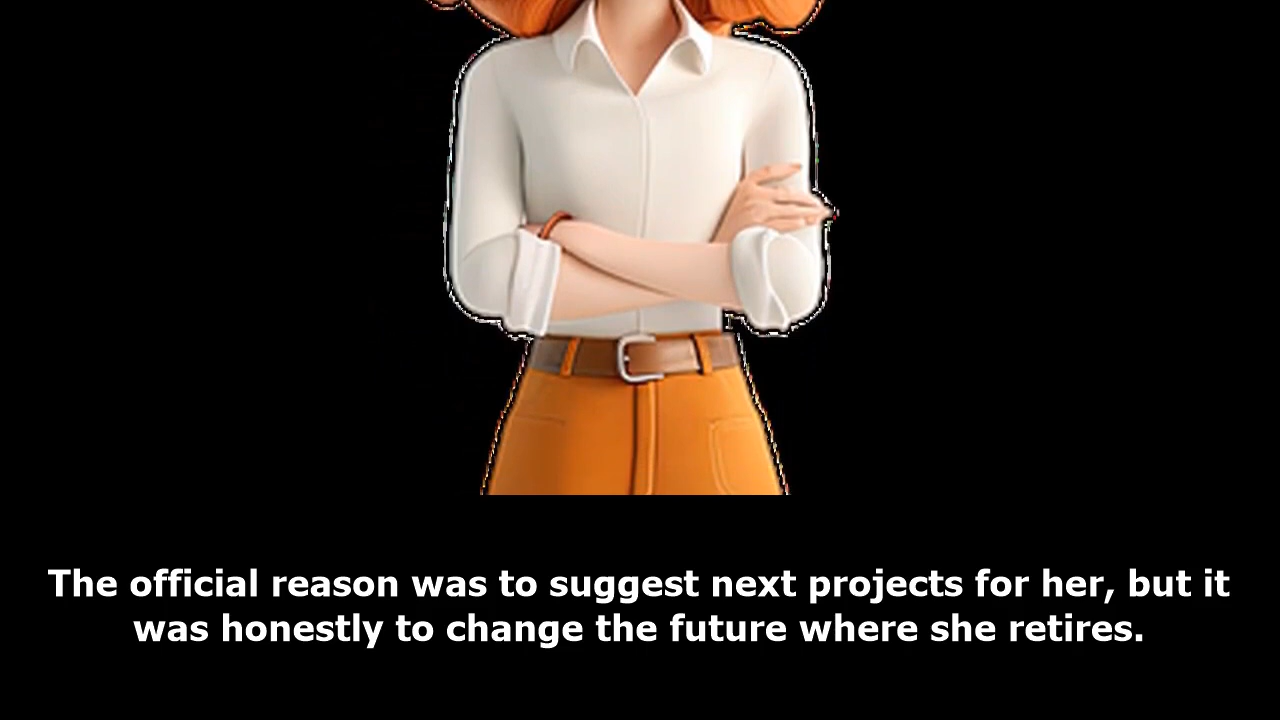 The official reason was to suggest next projects for her, but it
was honestly to change the future where she retires.